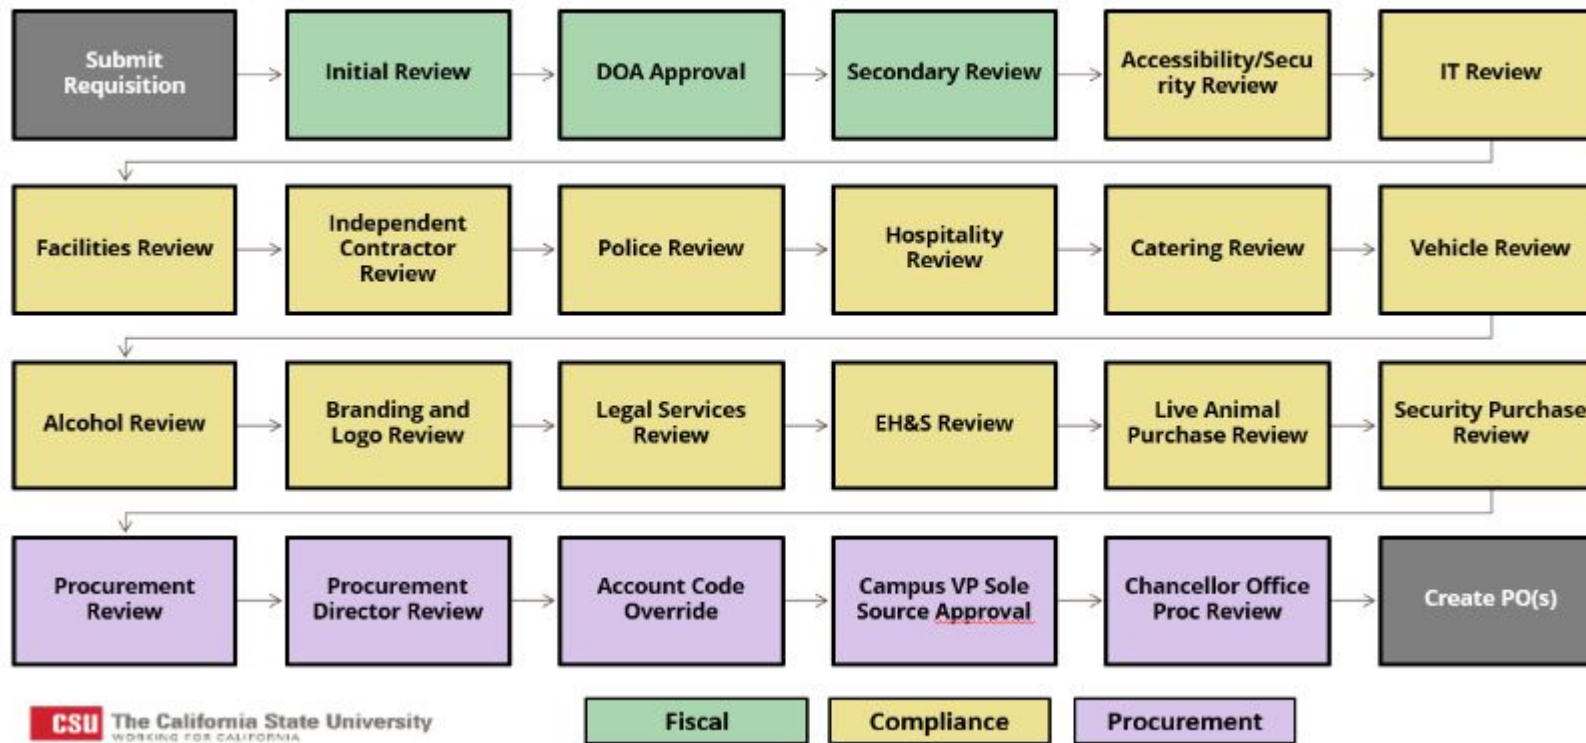 Submit
Requisition
Initial Review
DOA Approval
Secondary Review
Accessibility/Secu
rity Review
IT Review
Facilities Review
Independent
Contractor
Review
Police Review
Hospitality
Review
Catering Review
Vehicle Review
Alcohol Review
Branding and
Logo Review
Legal Services
Review
EH&S Review
Live Animal
Purchase Review
Security Purchase
Review
Procurement
Review
Procurement
Director Review
Account Code
Override
Campus VP Sole
Source Approval
Chancellor Office
Proc Review
Create PO(s)
CSU The California State University
WORKING FOR CALIFORNIA
Fiscal
Compliance
Procurement